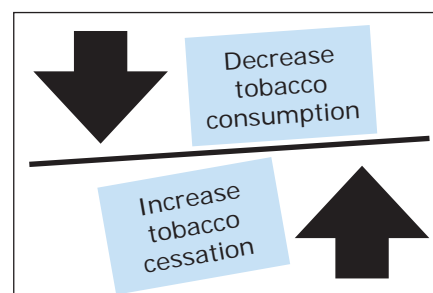 Decrease
tobacco
consumption
Increase
tobacco
cessation